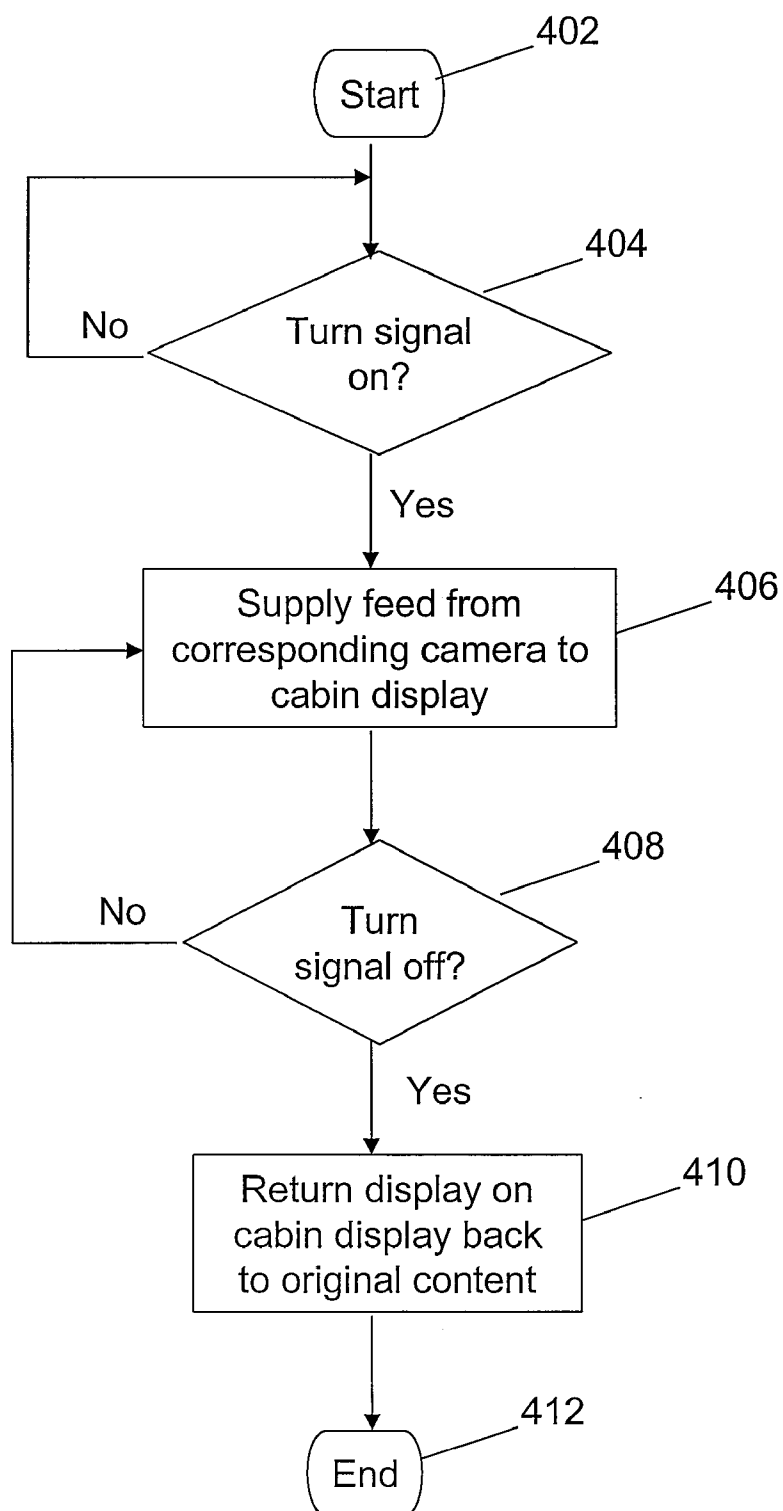 402
Start
404
Turn signal
on?
No
Yes
406
Supply feed from
corresponding camera to
cabin display
408
Turn
signal off?
No
Yes
410
Return display on
cabin display back
to original content
412
End